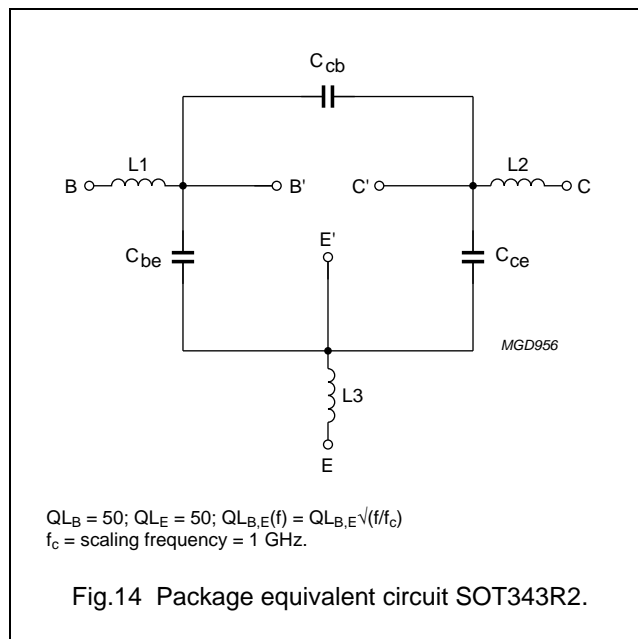 C_cb
L1
L2
B
B'
C'
C
E'
C_be
C_ce
MGD956
L3
E
QL_B = 50; QL_E = 50; QL_B,E(f) = QL_B,E√(f/f_c)
f_c = scaling frequency = 1 GHz.
Fig.14 Package equivalent circuit SOT343R2.